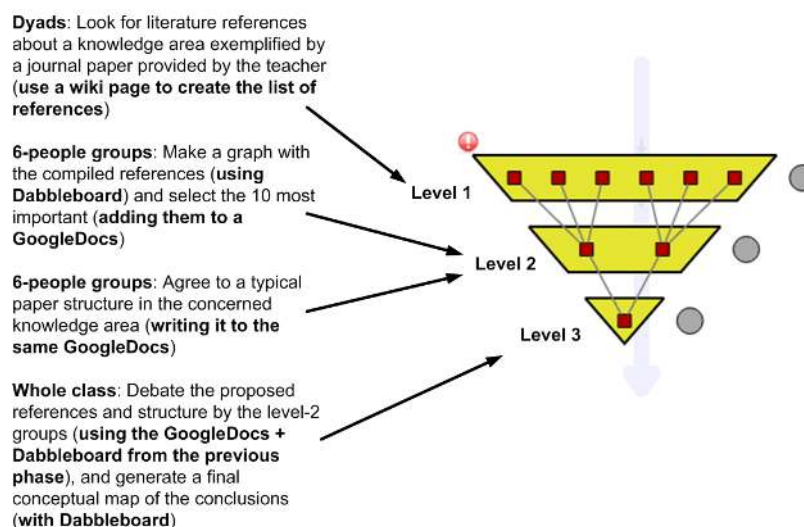 Dyads: Look for literature references
about a knowledge area exemplified by
a journal paper provided by the teacher
(use a wiki page to create the list of
references)
6-people groups: Make a graph with
the compiled references (using
Dabbleboard) and select the 10 most
important (adding them to a
GoogleDocs)
6-people groups: Agree to a typical
paper structure in the concerned
knowledge area (writing it to the
same GoogleDocs)
Whole class: Debate the proposed
references and structure by the level-2
groups (using the GoogleDocs +
Dabbleboard from the previous
phase), and generate a final
conceptual map of the conclusions
(with Dabbleboard)
!
Level 1
Level 2
Level 3